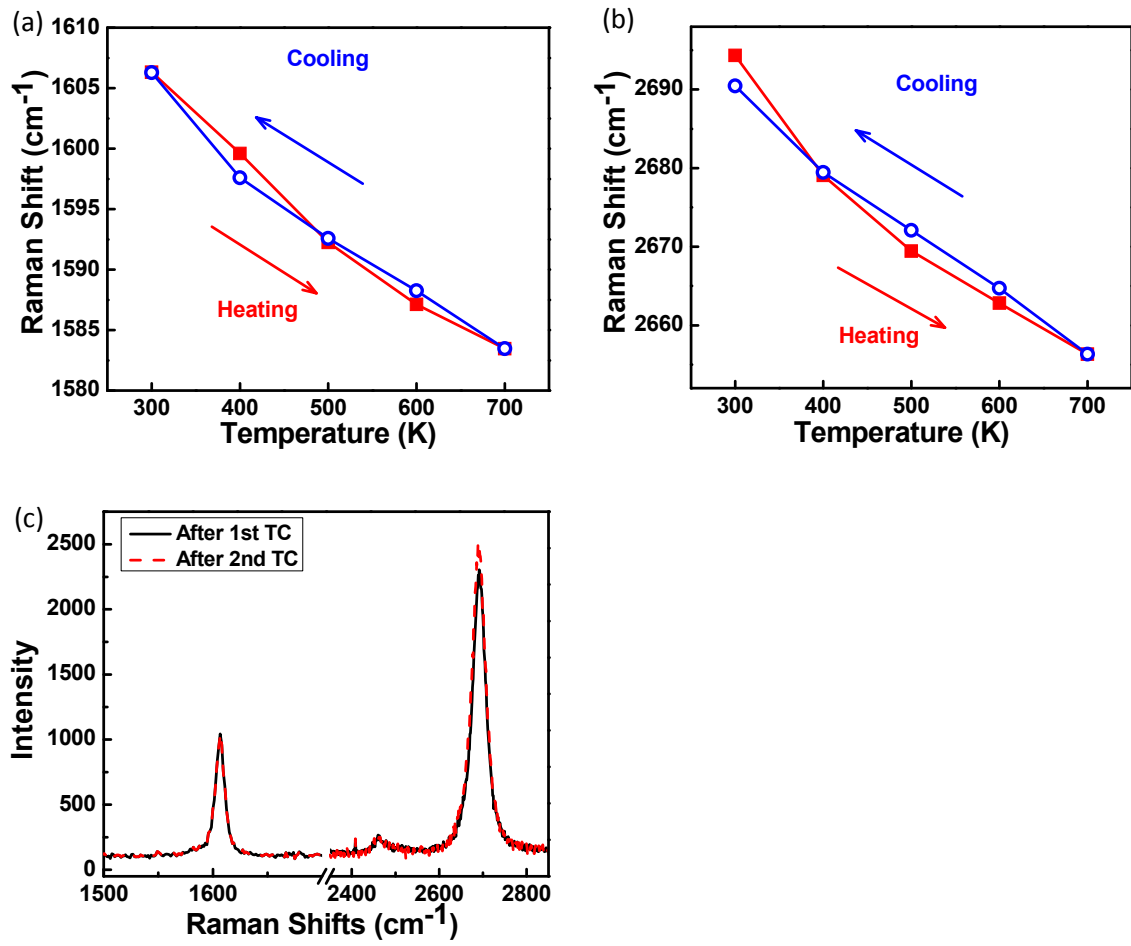 (a)
1610
1605
1600
1595
1590
1585
1580
Raman Shift (cm-1)
Cooling
Heating
300 400 500 600 700
Temperature (K)
(b)
2690
2680
2670
2660
Raman Shift (cm-1)
Cooling
Heating
300 400 500 600 700
Temperature (K)
(c)
After 1st TC
After 2nd TC
2500
2000
1500
1000
500
0
Intensity
1500 1600 2400 2600 2800
Raman Shifts (cm-1)